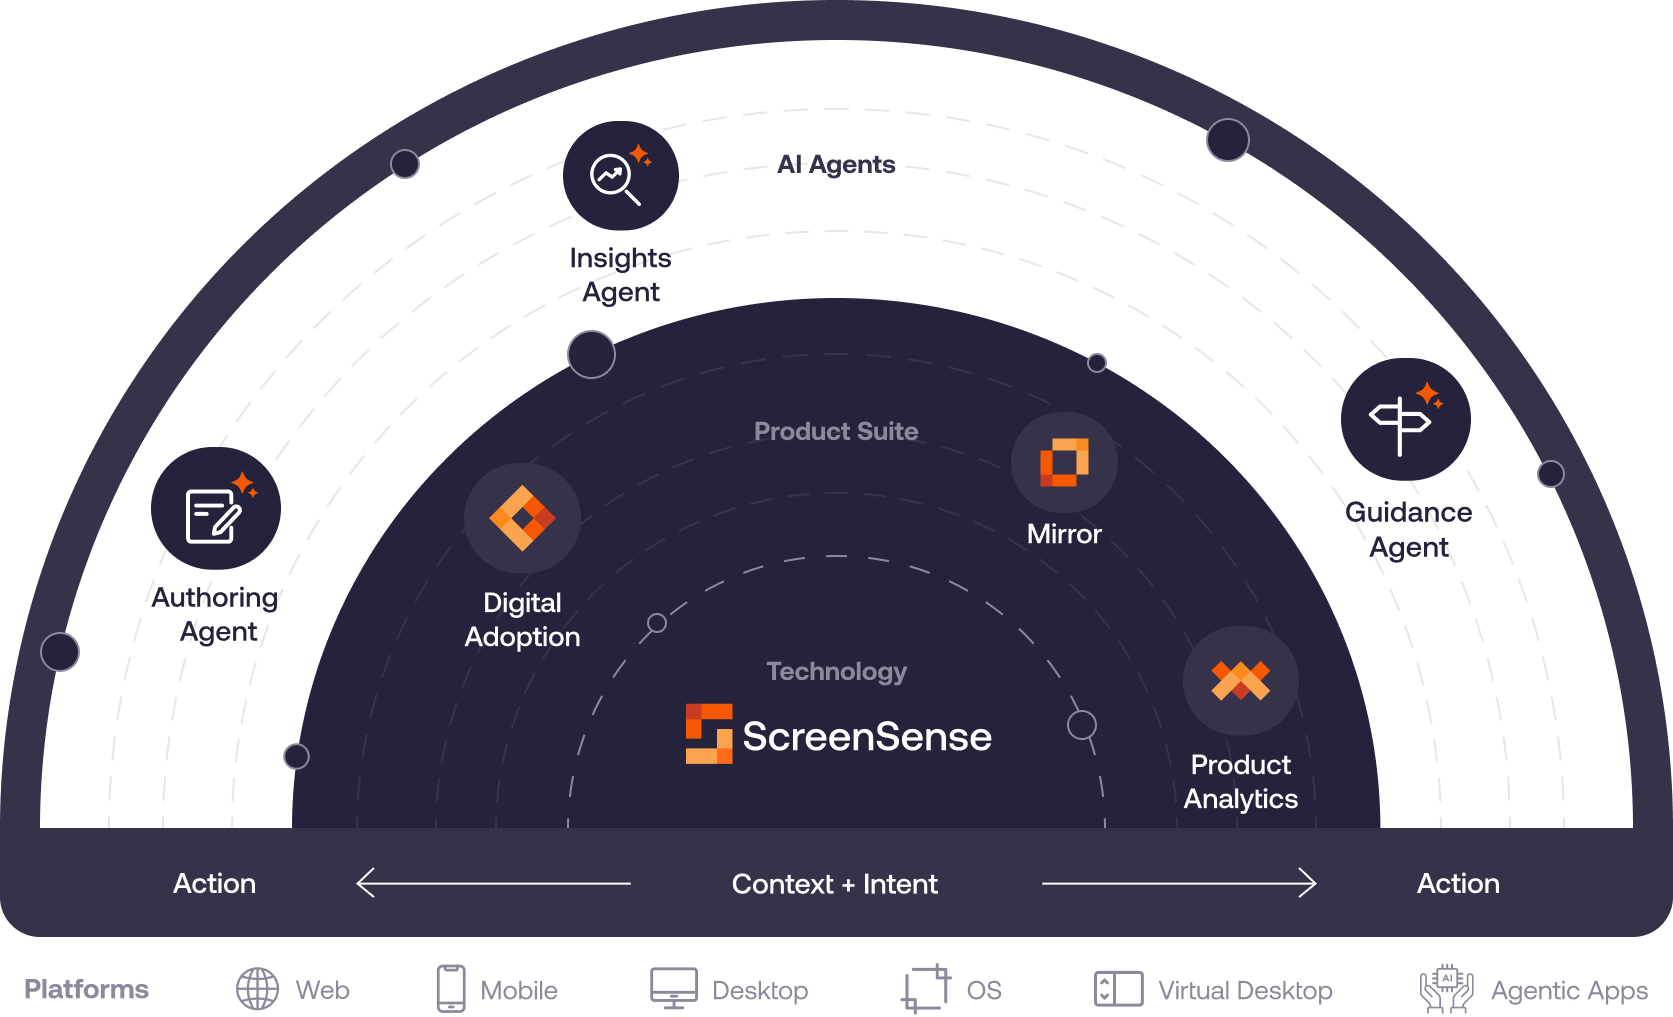 AI Agents
Insights
Agent
Authoring
Agent
Guidance
Agent
Product Suite
Digital
Adoption
Mirror
Product
Analytics
Technology
ScreenSense
Action
Context + Intent
Action
Platforms
Web
Mobile
Desktop
OS
Virtual Desktop
AI
Agentic Apps